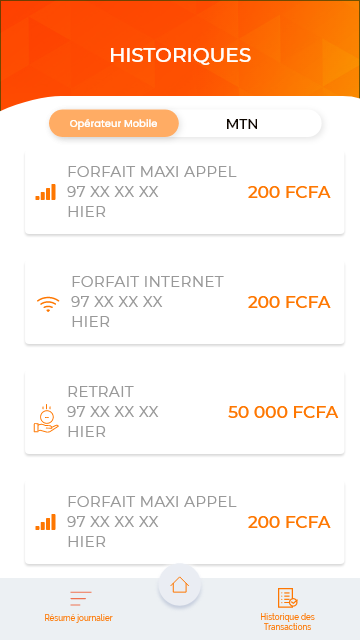 HISTORIQUES
Opérateur Mobile
MTN
FORFAIT MAXI APPEL
97 XX XX XX
HIER
200 FCFA
FORFAIT INTERNET
97 XX XX XX
HIER
200 FCFA
RETRAIT
97 XX XX XX
HIER
50 000 FCFA
FORFAIT MAXI APPEL
97 XX XX XX
HIER
200 FCFA
Résumé journalier
Historique des
Transactions